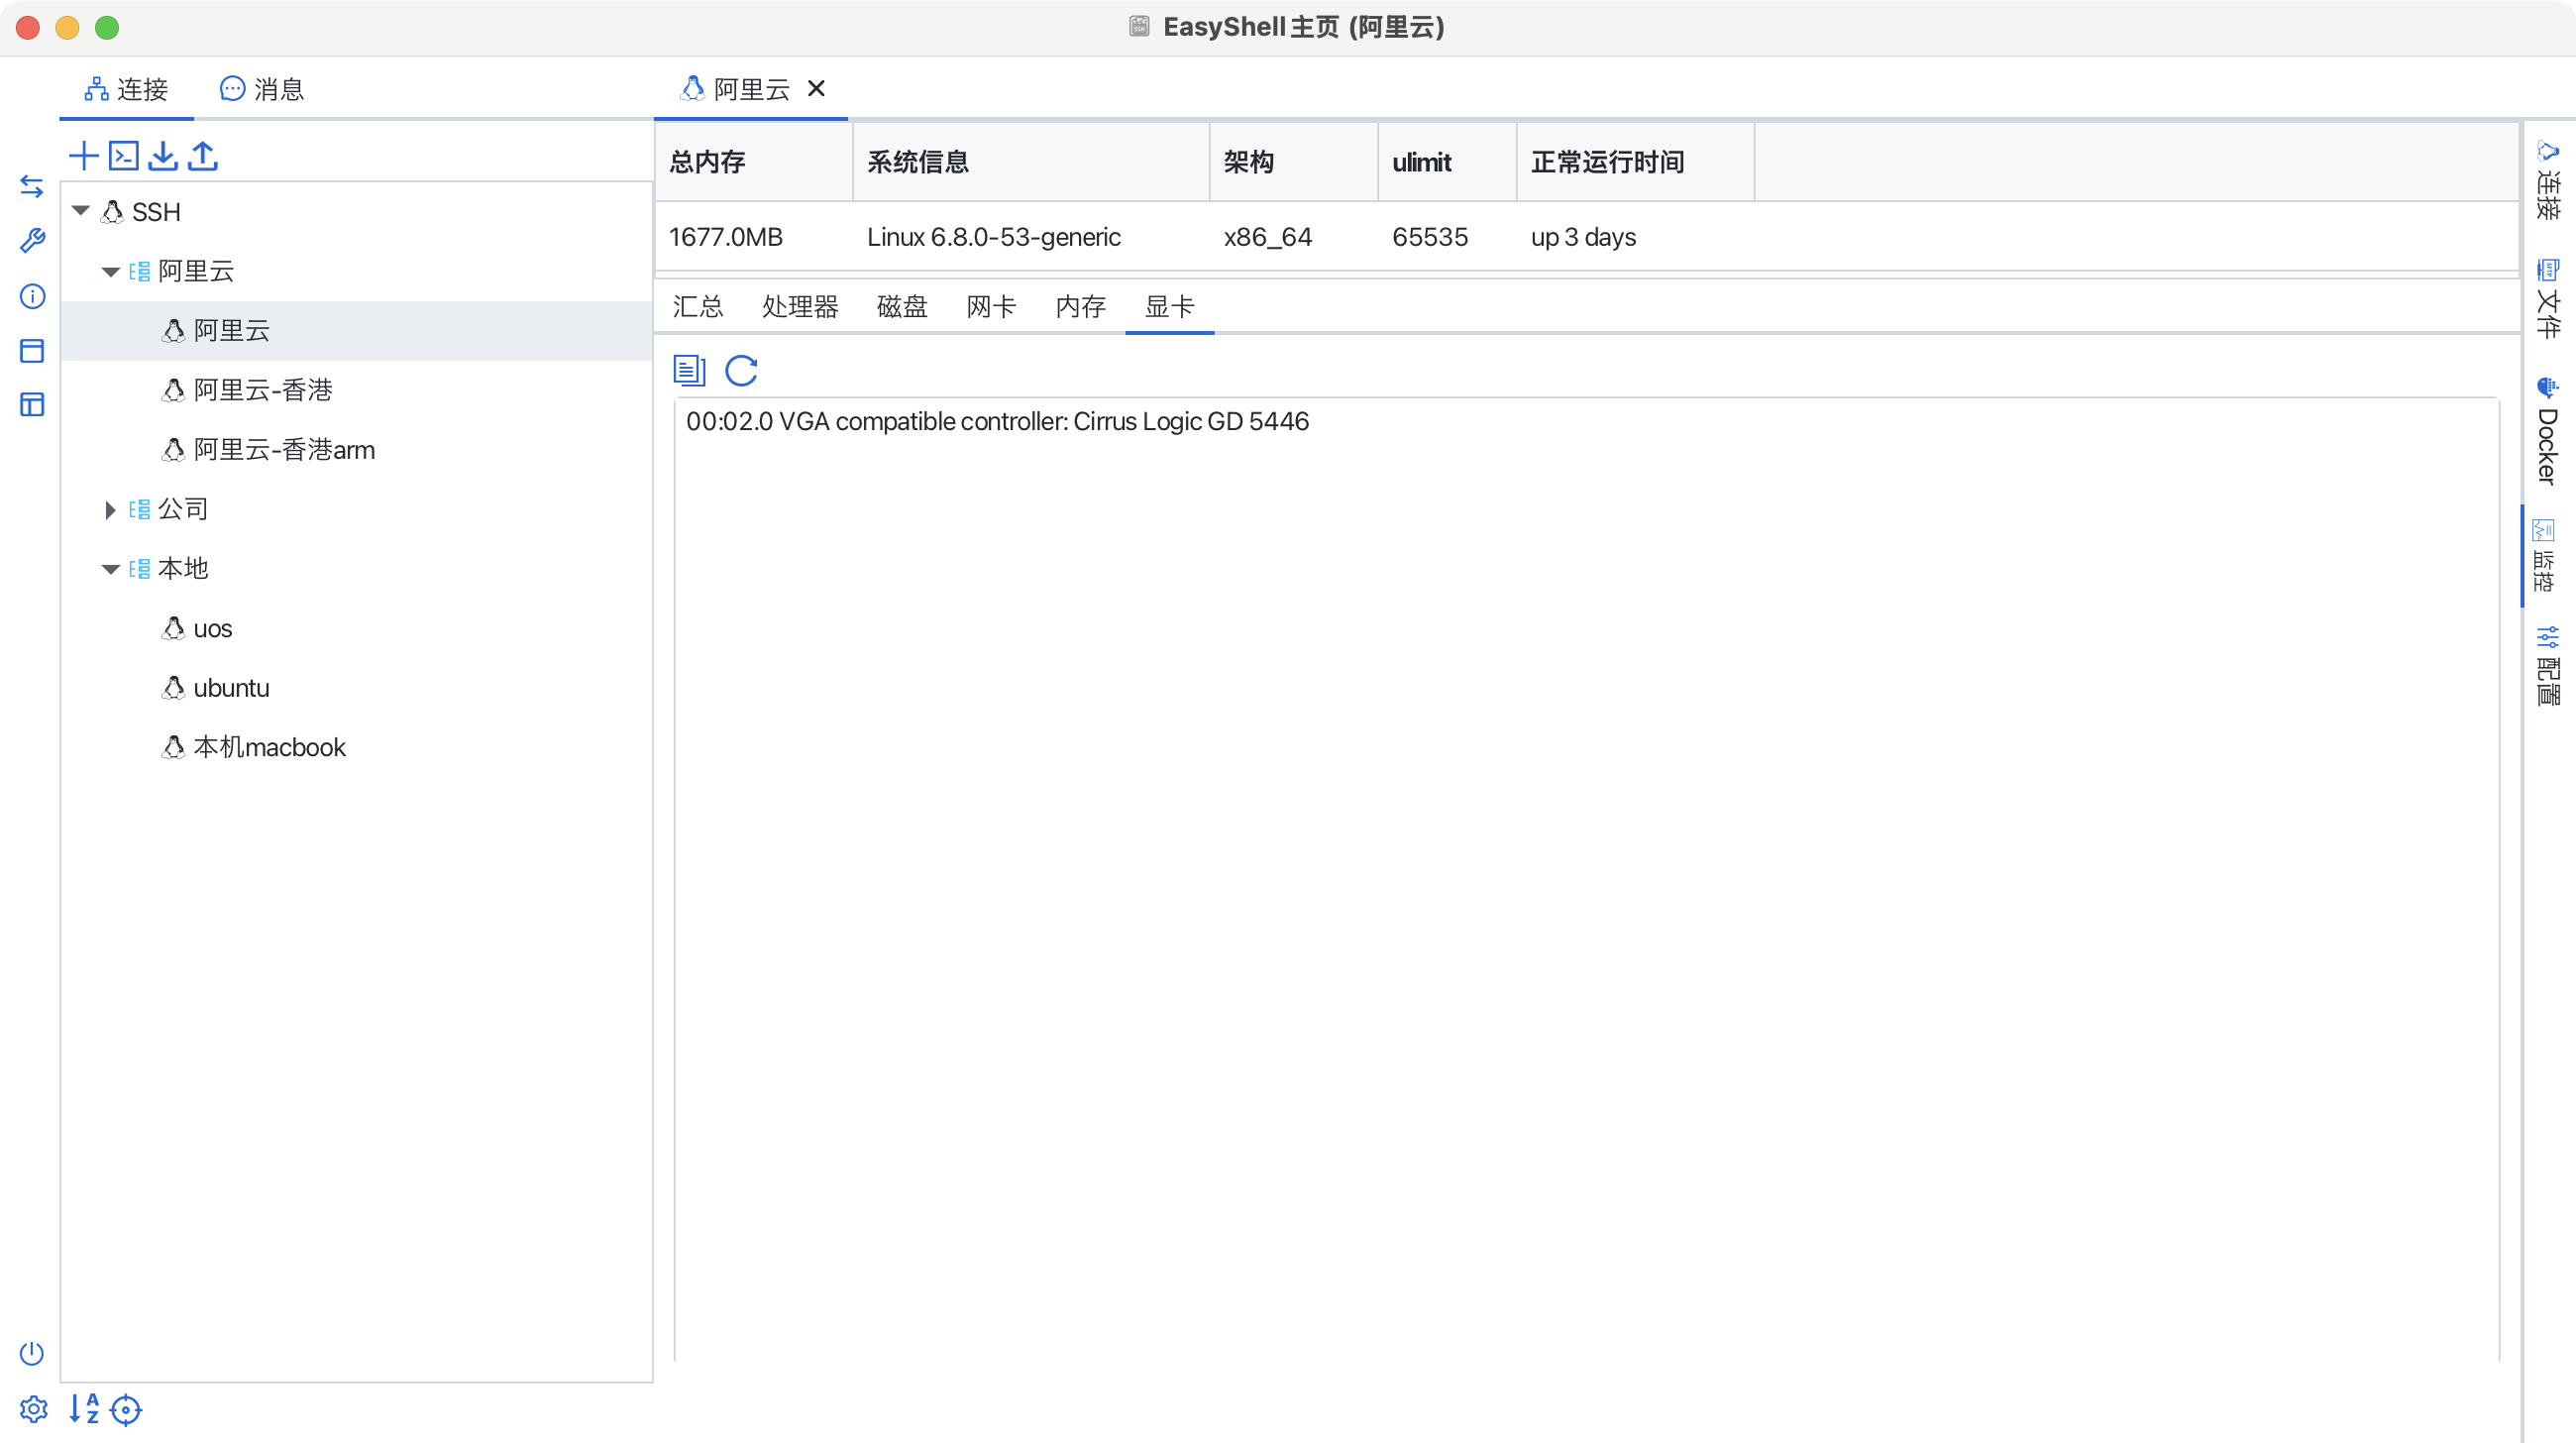 EasyShell主页 (阿里云)
连接 消息
阿里云
SSH
阿里云
阿里云
阿里云-香港
阿里云-香港arm
公司
本地
uos
ubuntu
本机macbook
总内存 系统信息 架构 ulimit 正常运行时间
1677.0MB Linux 6.8.0-53-generic x86_64 65535 up 3 days
汇总 处理器 磁盘 网卡 内存 显卡
00:02.0 VGA compatible controller: Cirrus Logic GD 5446
连接
文件
Docker
监控
配置